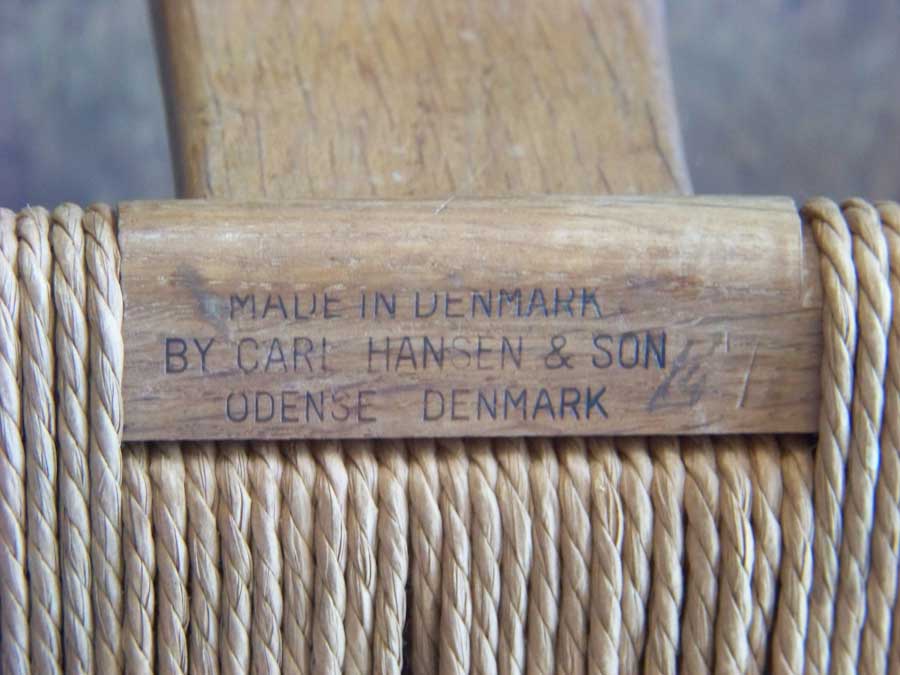 MADE IN DENMARK
BY CARL HANSEN & SON
ODENSE DENMARK